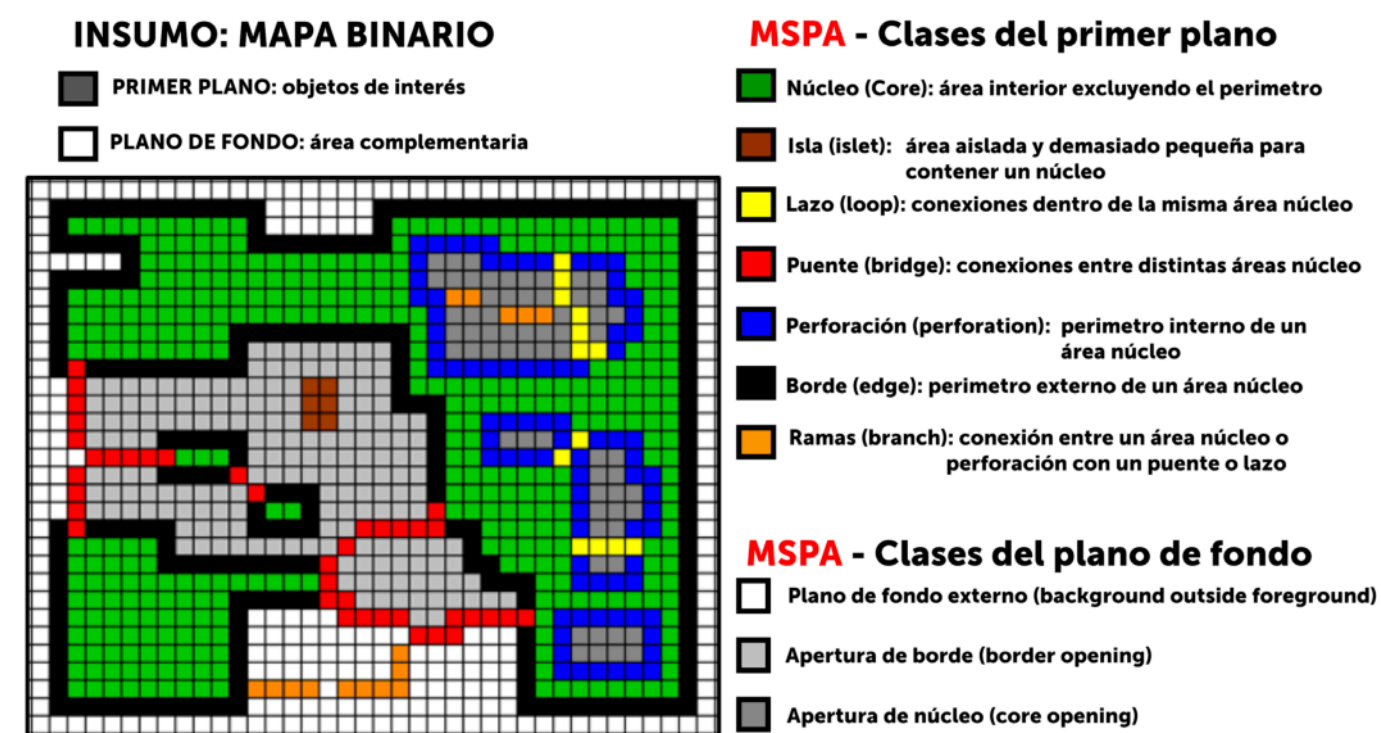 INSUMO: MAPA BINARIO
PRIMER PLANO: objetos de interés
PLANO DE FONDO: área complementaria
MSPA - Clases del primer plano
Núcleo (Core): área interior excluyendo el perimetro
Isla (islet): área aislada y demasiado pequeña para
contener un núcleo
Lazo (loop): conexiones dentro de la misma área núcleo
Puente (bridge): conexiones entre distintas áreas núcleo
Perforación (perforation): perimetro interno de un
área núcleo
Borde (edge): perimetro externo de un área núcleo
Ramas (branch): conexión entre un área núcleo o
perforación con un puente o lazo
MSPA - Clases del plano de fondo
Plano de fondo externo (background outside foreground)
Apertura de borde (border opening)
Apertura de núcleo (core opening)